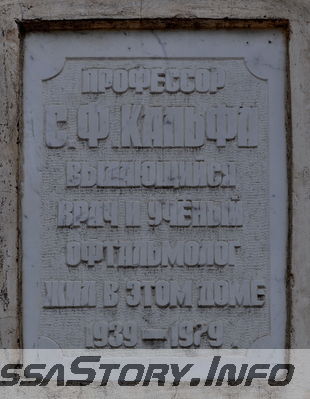 ПРОФЕССОР
С. Ф. КАЛЬФА
ВЫДАЮЩИЙСЯ
ВРАЧ И УЧЕНЫЙ
ОФТАЛЬМОЛОГ
ЖИЛ В ЭТОМ ДОМЕ
1939—1979
ssaStory.Info